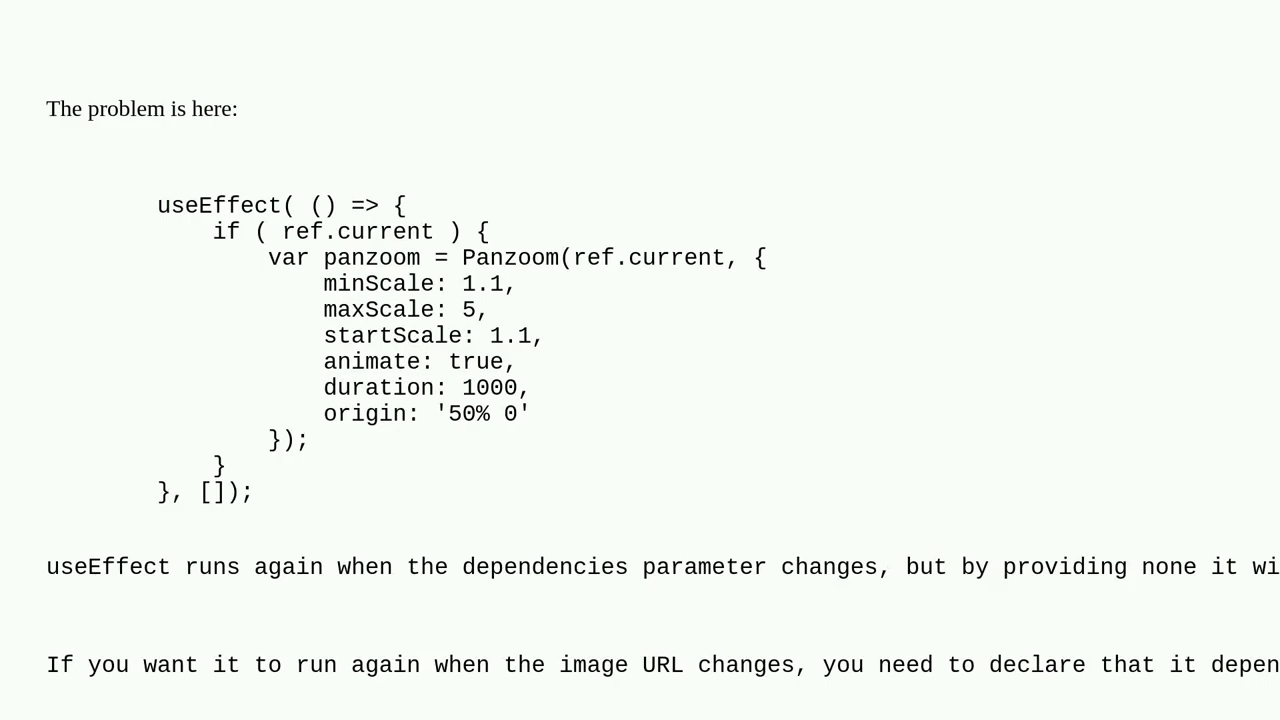 The problem is here:
useEffect( () => {
    if ( ref.current ) {
        var panzoom = Panzoom(ref.current, {
            minScale: 1.1,
            maxScale: 5,
            startScale: 1.1,
            animate: true,
            duration: 1000,
            origin: '50% 0'
        });
    }
}, []);
useEffect runs again when the dependencies parameter changes, but by providing none it
If you want it to run again when the image URL changes, you need to declare that it